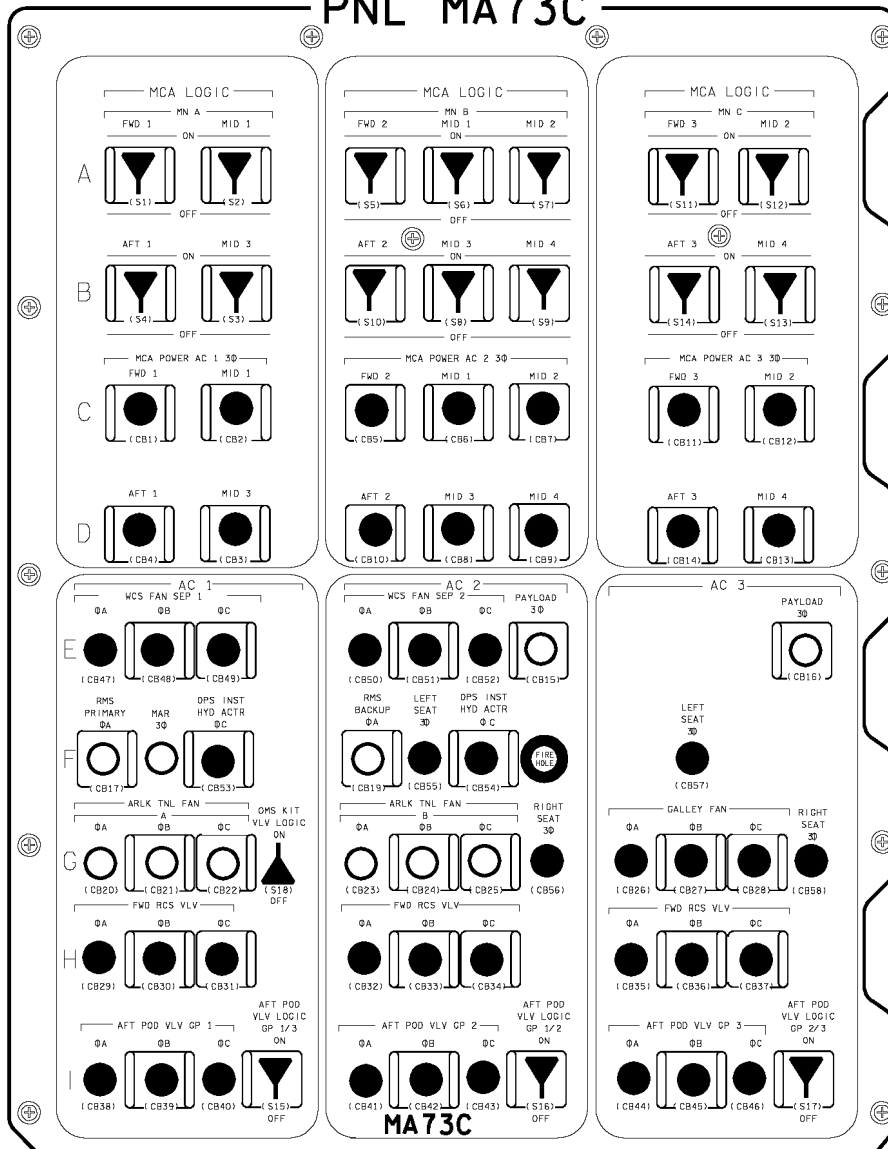 PNL MA73C
MCA LOGIC MCA LOGIC MCA LOGIC
MN A MN B MN C
FWD 1 MID 1 FWD 2 MID 1 MID 2 FWD 3 MID 2
ON ON ON
A
(S1) (S2) (S5) (S6) (S7) (S11) (S12)
OFF OFF OFF
AFT 1 MID 3 AFT 2 MID 3 MID 4 AFT 3 MID 4
ON ON ON
B
(S4) (S3) (S10) (S8) (S9) (S14) (S13)
OFF OFF OFF
MCA POWER AC 1 3Φ MCA POWER AC 2 3Φ MCA POWER AC 3 3Φ
FWD 1 MID 1 FWD 2 MID 1 MID 2 FWD 3 MID 2
C
(CB1) (CB2) (CB5) (CB6) (CB7) (CB11) (CB12)
AFT 1 MID 3 AFT 2 MID 3 MID 4 AFT 3 MID 4
D
(CB4) (CB3) (CB10) (CB8) (CB9) (CB14) (CB13)
AC 1 AC 2 AC 3
WCS FAN SEP 1 WCS FAN SEP 2 PAYLOAD PAYLOAD
ΦA ΦB ΦC ΦA ΦB ΦC 3Φ 3Φ
E
(CB47) (CB48) (CB49) (CB50) (CB51) (CB52) (CB15) (CB16)
RMS OPS INST RMS LEFT OPS INST LEFT
PRIMARY MAR HYD ACTR BACKUP SEAT HYD ACTR SEAT
ΦA 3Φ ΦC ΦA 3Φ ΦC 3Φ
F
FIRE
HOLE
(CB17) (CB53) (CB19) (CB55) (CB54) (CB57)
ARLK TNL FAN OMS KIT ARLK TNL FAN RIGHT GALLEY FAN RIGHT
A VLV LOGIC B SEAT SEAT
ΦA ΦB ΦC ON ΦA ΦB ΦC 3Φ ΦA ΦB ΦC 3Φ
G
(CB20) (CB21) (CB22) (S18) (CB23) (CB24) (CB25) (CB56) (CB26) (CB27) (CB28) (CB58)
OFF
FWD RCS VLV FWD RCS VLV FWD RCS VLV
ΦA ΦB ΦC ΦA ΦB ΦC ΦA ΦB ΦC
H
(CB29) (CB30) (CB31) (CB32) (CB33) (CB34) (CB35) (CB36) (CB37)
AFT POD AFT POD AFT POD
VLV LOGIC VLV LOGIC VLV LOGIC
AFT POD VLV GP 1 GP 1/3 AFT POD VLV GP 2 GP 1/2 AFT POD VLV GP 3 GP 2/3
ΦA ΦB ΦC ON ΦA ΦB ΦC ON ΦA ΦB ΦC ON
I
(CB38) (CB39) (CB40) (S15) (CB41) (CB42) (CB43) (S16) (CB44) (CB45) (CB46) (S17)
OFF OFF OFF
MA73C